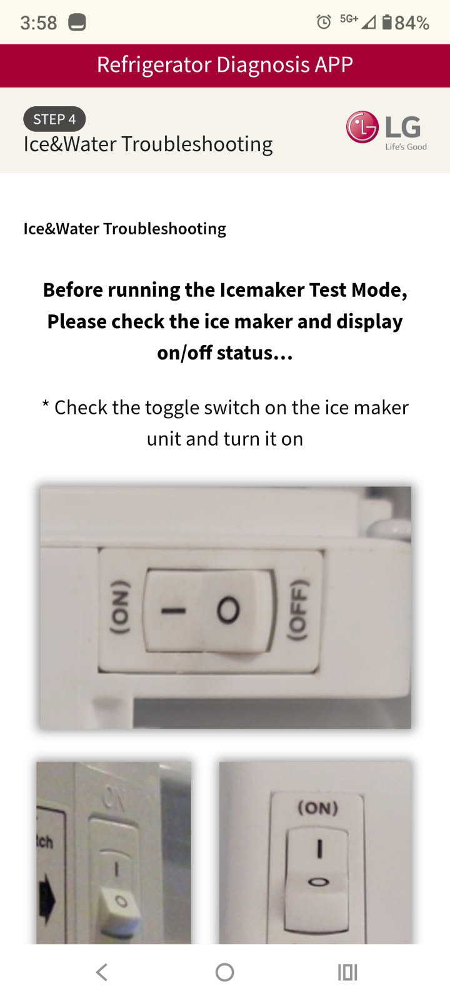 3:58
5G+
84%
Refrigerator Diagnosis APP
STEP 4
Ice&Water Troubleshooting
LG
Life's Good
Ice&Water Troubleshooting
Before running the Icemaker Test Mode,
Please check the ice maker and display
on/off status...
* Check the toggle switch on the ice maker
unit and turn it on
(ON)
I
O
(OFF)
ON
tch
I
O
(ON)
I
O